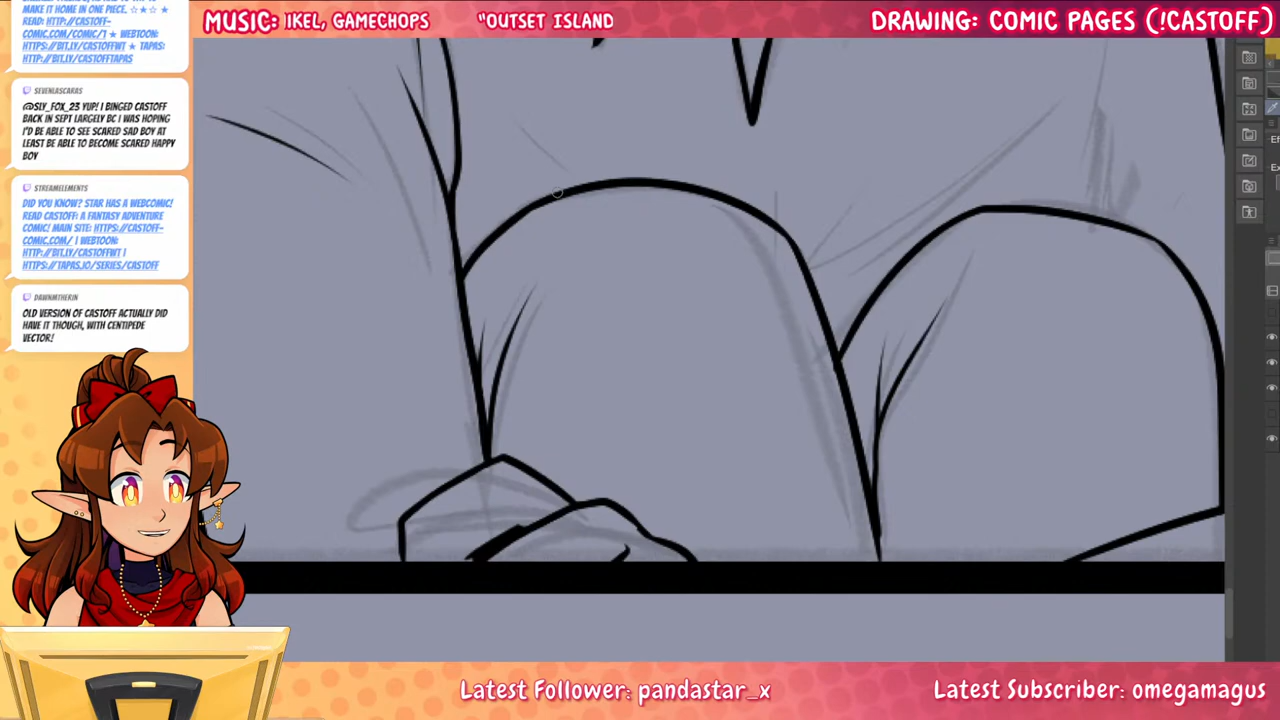 MUSIC: IKEL, GAMECHOPS "OUTSET ISLAND
DRAWING: COMIC PAGES (!CASTOFF)
MAKE IT HOME IN ONE PIECE. ☆★☆ ★
READ: HTTP://CASTOFF-
COMIC.COM/COMIC/1 ★ WEBTOON:
HTTPS://BIT.LY/CASTOFFWT ★ TAPAS:
HTTP://BIT.LY/CASTOFFTAPAS
SEVENLASCARAS
@SLY_FOX_23 YUP! I BINGED CASTOFF
BACK IN SEPT LARGELY BC I WAS HOPING
I'D BE ABLE TO SEE SCARED SAD BOY AT
LEAST BE ABLE TO BECOME SCARED HAPPY
BOY
STREAMELEMENTS
DID YOU KNOW? STAR HAS A WEBCOMIC!
READ CASTOFF: A FANTASY ADVENTURE
COMIC! MAIN SITE: HTTPS://CASTOFF-
COMIC.COM/ | WEBTOON:
HTTP://BIT.LY/CASTOFFWT |
HTTPS://TAPAS.IO/SERIES/CASTOFF
DAWNMTHERIN
OLD VERSION OF CASTOFF ACTUALLY DID
HAVE IT THOUGH, WITH CENTIPEDE
VECTOR!
Latest Follower: pandastar_x
Latest Subscriber: omegamagus